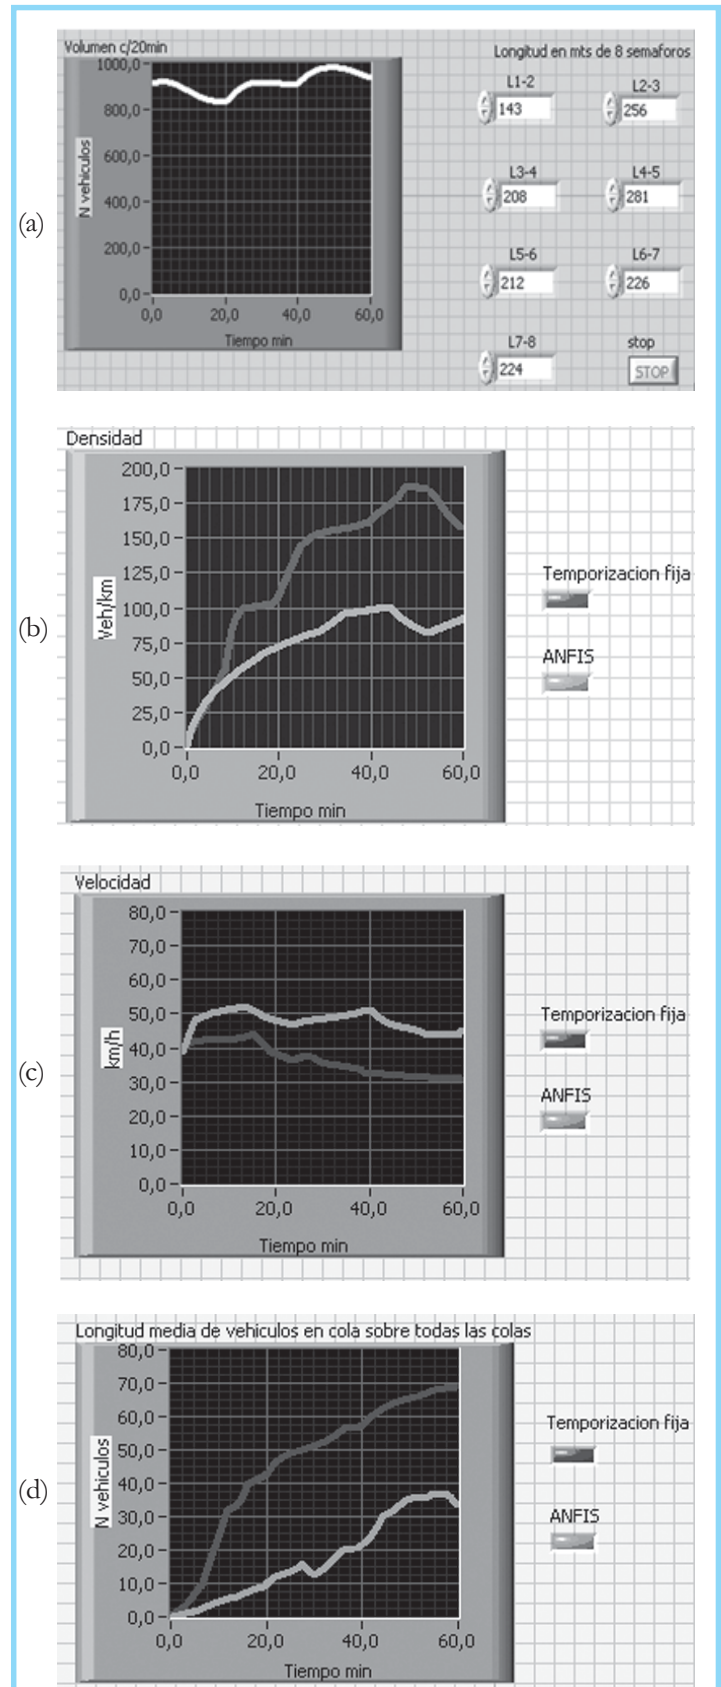 (a)
Volumen c/20min
1000,0
800,0
600,0
400,0
200,0
0,0
N vehiculos
0,0 20,0 40,0 60,0
Tiempo min
Longitud en mts de 8 semaforos
L1-2 L2-3
143 256
L3-4 L4-5
208 281
L5-6 L6-7
212 226
L7-8 stop
224 STOP
(b)
Densidad
200,0
175,0
150,0
125,0
100,0
75,0
50,0
25,0
0,0
Veh/km
0,0 20,0 40,0 60,0
Tiempo min
Temporizacion fija
ANFIS
(c)
Velocidad
80,0
70,0
60,0
50,0
40,0
30,0
20,0
10,0
0,0
km/h
0,0 20,0 40,0 60,0
Tiempo min
Temporizacion fija
ANFIS
(d)
Longitud media de vehiculos en cola sobre todas las colas
80,0
70,0
60,0
50,0
40,0
30,0
20,0
10,0
0,0
N vehiculos
0,0 20,0 40,0 60,0
Tiempo min
Temporizacion fija
ANFIS